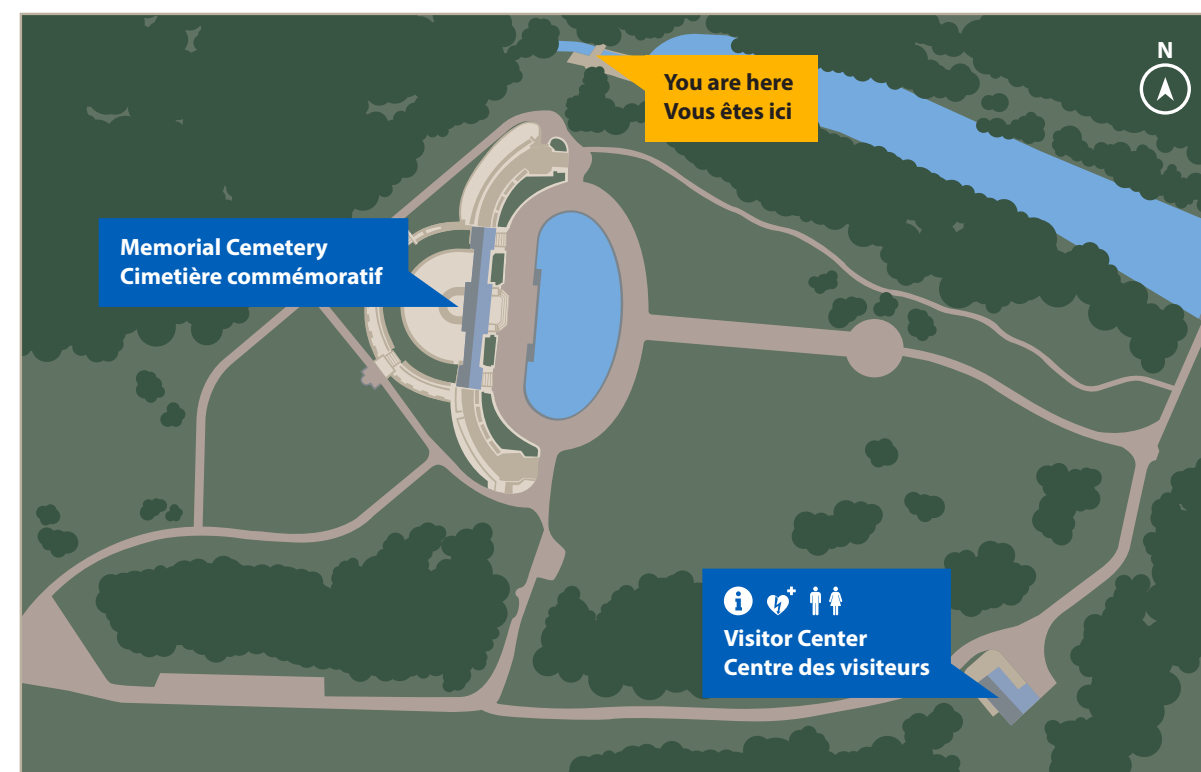 You are here
Vous êtes ici
N
Memorial Cemetery
Cimetière commémoratif
Visitor Center
Centre des visiteurs